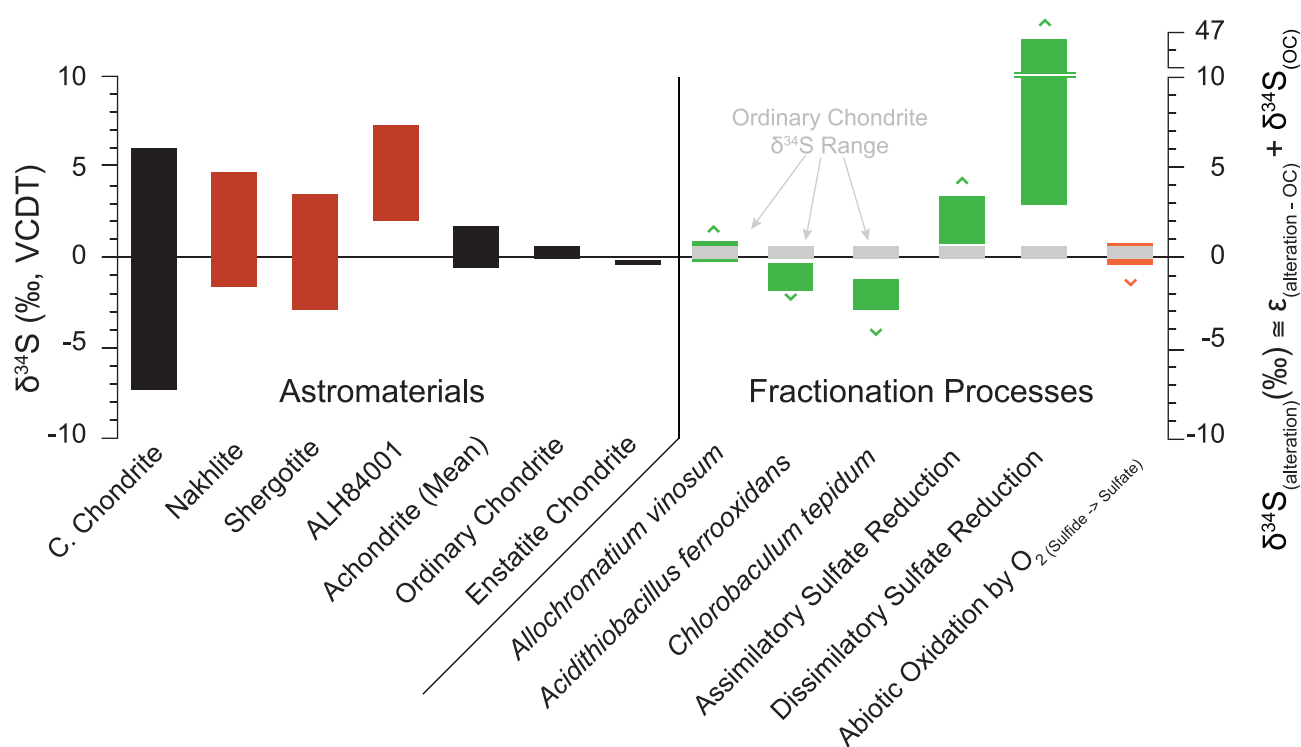 δ³⁴S (‰, VCDT)
10
5
0
-5
-10
Astromaterials
C. Chondrite
Nakhlite
Shergotite
ALH84001
Achondrite (Mean)
Ordinary Chondrite
Enstatite Chondrite
Ordinary Chondrite
δ³⁴S Range
Fractionation Processes
Allochromatium vinosum
Acidithiobacillus ferrooxidans
Chlorobaculum tepidum
Assimilatory Sulfate Reduction
Dissimilatory Sulfate Reduction
Abiotic Oxidation by O2 (Sulfide -> Sulfate)
47
10
5
0
-5
-10
δ³⁴S(alteration)(‰) ≅ ε(alteration - OC) + δ³⁴S(OC)